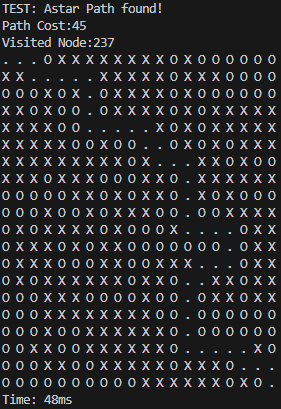 TEST: Astar Path found!
Path Cost:45
Visited Node:237
. . . O X X X X X X X X O X O O O O O O
X X . . . . . X X X X X O X O X X X X X
O O O X O X . O X X X X X O X O O O O O
X X O X O O . O O X X X X O X X X X X X
X X X X O O . . . . . X O X X X X X X X
X X X X X O O X O O . . O X O X X O X X
X X X X X X X X X O X . . . X X O X O O
O X X X X O X X O O O X X O . X X X X X
O O O O O X X O X O O X X O . X O X O O
O O O X X O X X O X O X X O . O O X X X
O X X X O X O X O O O X . . . . O X X
O X X X O O X O X O O O O O O O . O X X
O X X X O O X X O O X X X X . . . O X X
O X O X X X X X X O X X O . . X X O X X
O X X X O O O O X O O X O . O O O O O O
O O X X X X X X O O X X O . O O O O O O
O O X X O O X X X X X X O . . . . . X O
O O O X X O X X X X O O X O X X X O . . .
O O O O O O O O O X X X X X X X O X O .
Time: 48ms